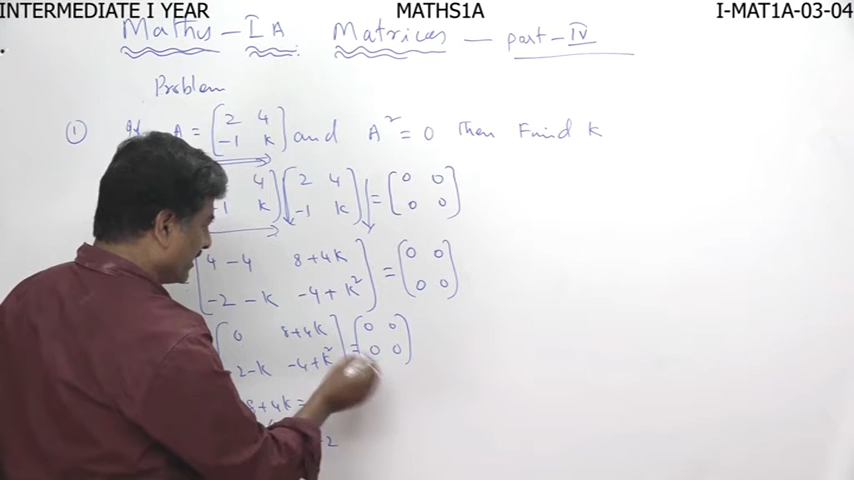 INTERMEDIATE I YEAR MATHS1A I-MAT1A-03-04
Maths - I A Matrices - part - IV
Problem
① If A = [2 4; -1 k] and A² = 0 Then Find k
4 k] [2 4; -1 k] = [0 0; 0 0]
[4-4 8+4k; -2-k -4+k²] = [0 0; 0 0]
[0 8+4k; -2-k -4+k²] = [0 0; 0 0]
8+4k =
-2